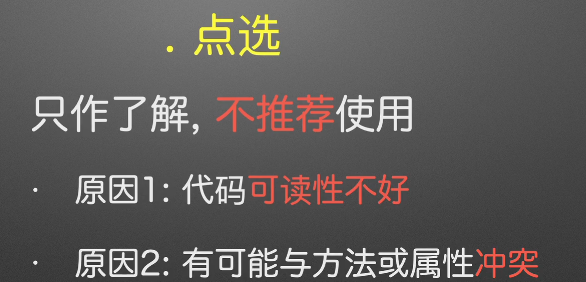 . 点选
只作了解, 不推荐使用
· 原因1: 代码可读性不好
· 原因2: 有可能与方法或属性冲突